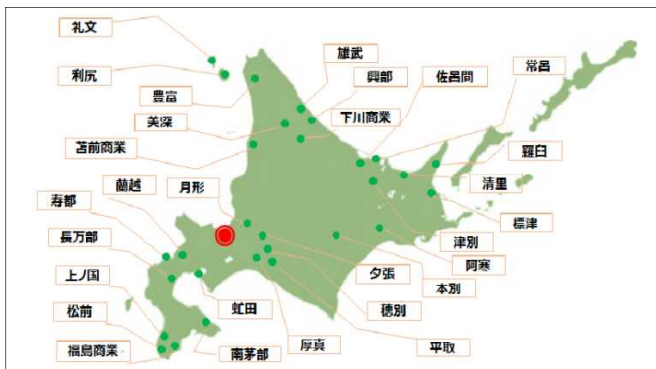 礼文
利尻
豊富
美深
苫前商業
雄武
興部
下川商業
佐呂間
常呂
羅臼
清里
標津
津別
阿寒
本別
月形
蘭越
寿都
長万部
上ノ国
松前
福島商業
南茅部
虻田
厚真
夕張
穂別
平取